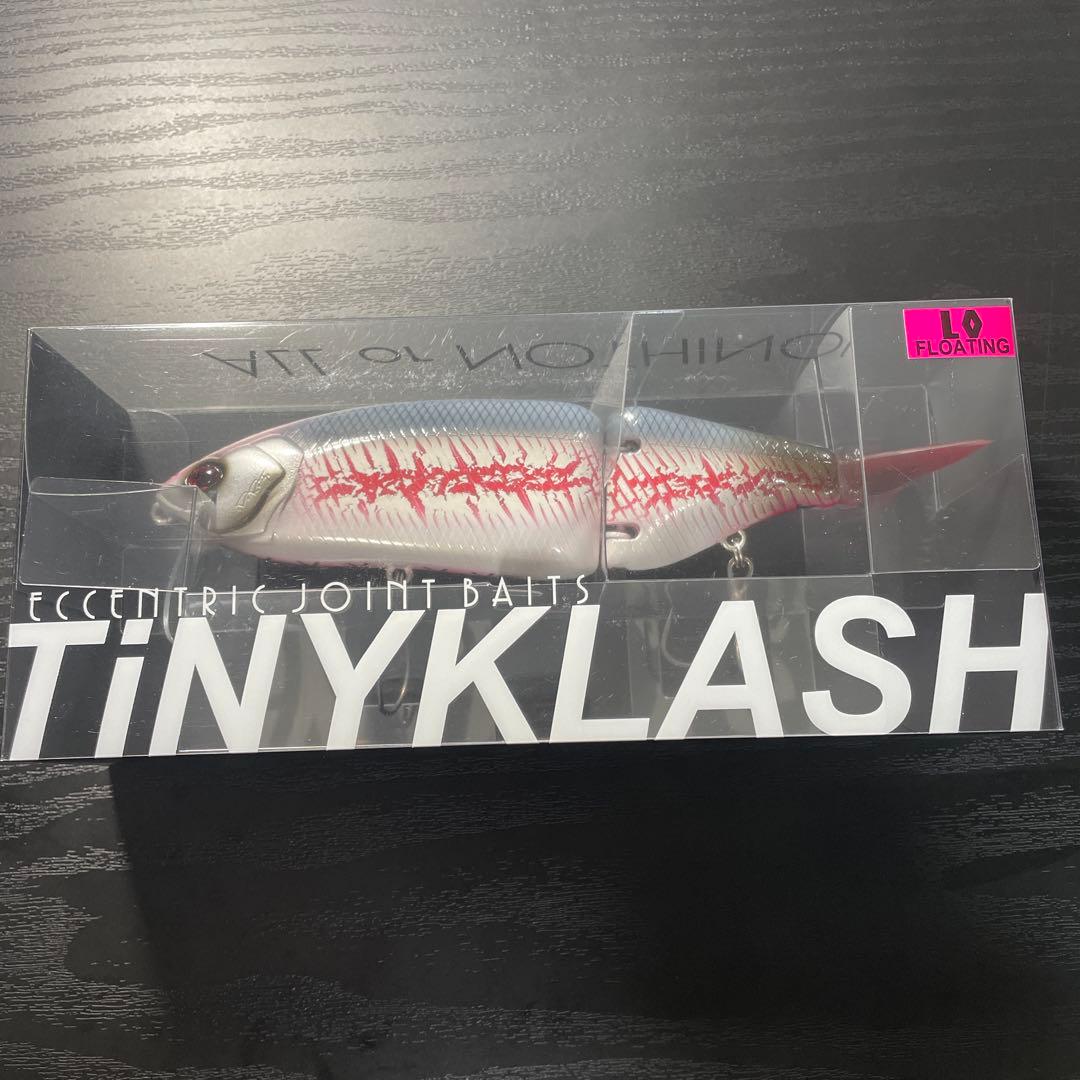 LO
FLOATING
ALL or NOTHING!
ECCENTRIC JOINT BAITS
TiNYKLASH